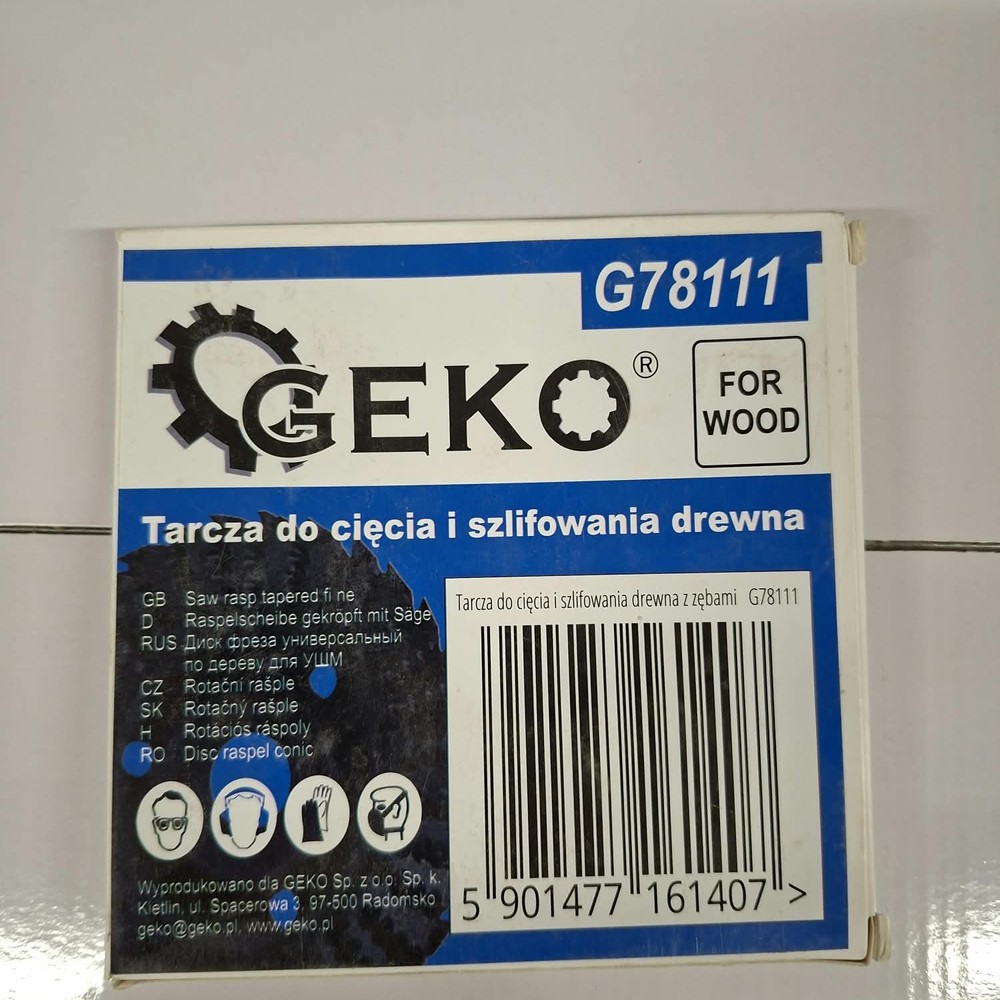 G78111
GEKO®
FOR
WOOD
Tarcza do cięcia i szlifowania drewna
GB Saw rasp tapered fi ne
D Raspelscheibe gekröpft mit Säge
RUS Диск фреза универсальный
по дереву для УШМ
CZ Rotační rašple
SK Rotačný rašple
H Rotációs ráspoly
RO Disc raspel conic
Tarcza do cięcia i szlifowania drewna z zębami G78111
5 901477 161407 >
Wyprodukowano dla GEKO Sp. z o.o. Sp. k.
Kietlin, ul. Spacerowa 3, 97-500 Radomsko
geko@geko.pl, www.geko.pl